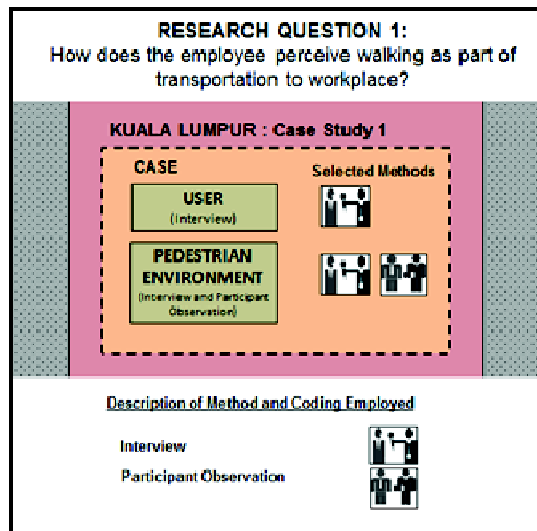 RESEARCH QUESTION 1:
How does the employee perceive walking as part of
transportation to workplace?
KUALA LUMPUR : Case Study 1
CASE
Selected Methods
USER
(Interview)
PEDESTRIAN
ENVIRONMENT
(Interview and Participant
Observation)
Description of Method and Coding Employed
Interview
Participant Observation